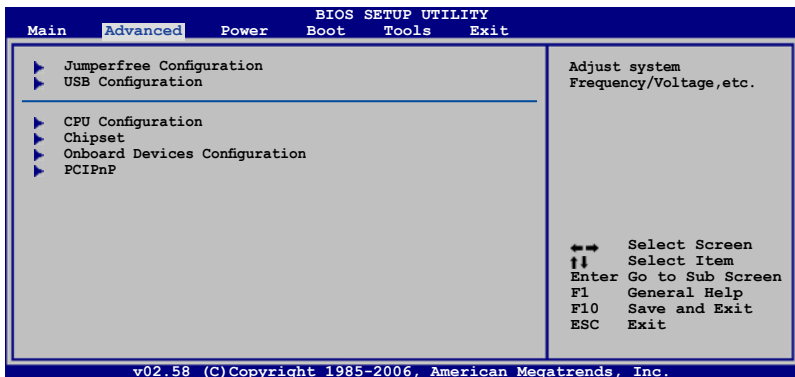 BIOS SETUP UTILITY
Main Advanced Power Boot Tools Exit
Jumperfree Configuration
USB Configuration
CPU Configuration
Chipset
Onboard Devices Configuration
PCIPnP
Adjust system
Frequency/Voltage,etc.
←→ Select Screen
↑↓ Select Item
Enter Go to Sub Screen
F1 General Help
F10 Save and Exit
ESC Exit
v02.58 (C)Copyright 1985-2006, American Megatrends, Inc.